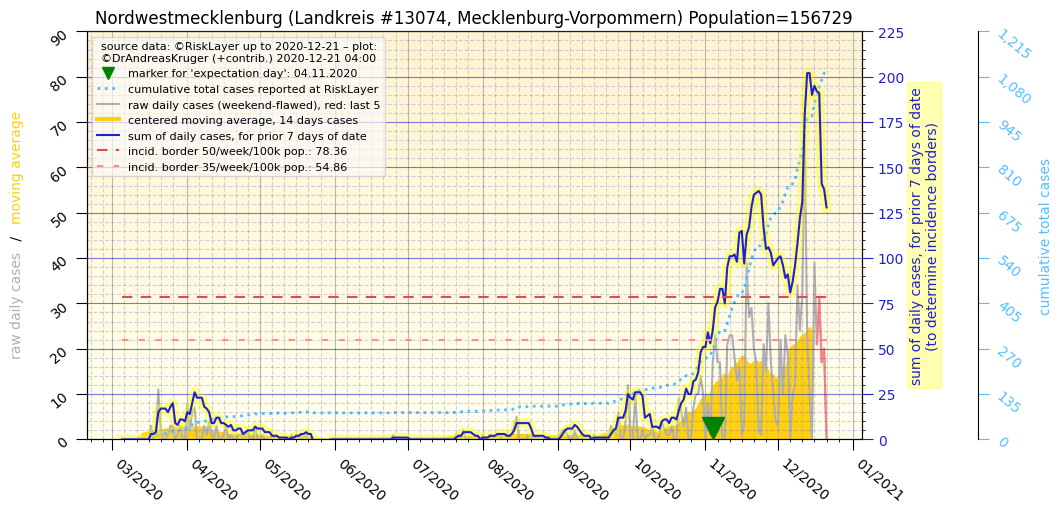 Nordwestmecklenburg (Landkreis #13074, Mecklenburg-Vorpommern) Population=156729
source data: ©RiskLayer up to 2020-12-21 – plot:
©DrAndreasKruger (+contrib.) 2020-12-21 04:00
marker for 'expectation day': 04.11.2020
cumulative total cases reported at RiskLayer
raw daily cases (weekend-flawed), red: last 5
centered moving average, 14 days cases
sum of daily cases, for prior 7 days of date
incid. border 50/week/100k pop.: 78.36
incid. border 35/week/100k pop.: 54.86
raw daily cases / moving average
90
80
70
60
50
40
30
20
10
0
03/2020
04/2020
05/2020
06/2020
07/2020
08/2020
09/2020
10/2020
11/2020
12/2020
01/2021
225
200
175
150
125
100
75
50
25
0
sum of daily cases, for prior 7 days of date
(to determine incidence borders)
1,215
1,080
945
810
675
540
405
270
135
0
cumulative total cases